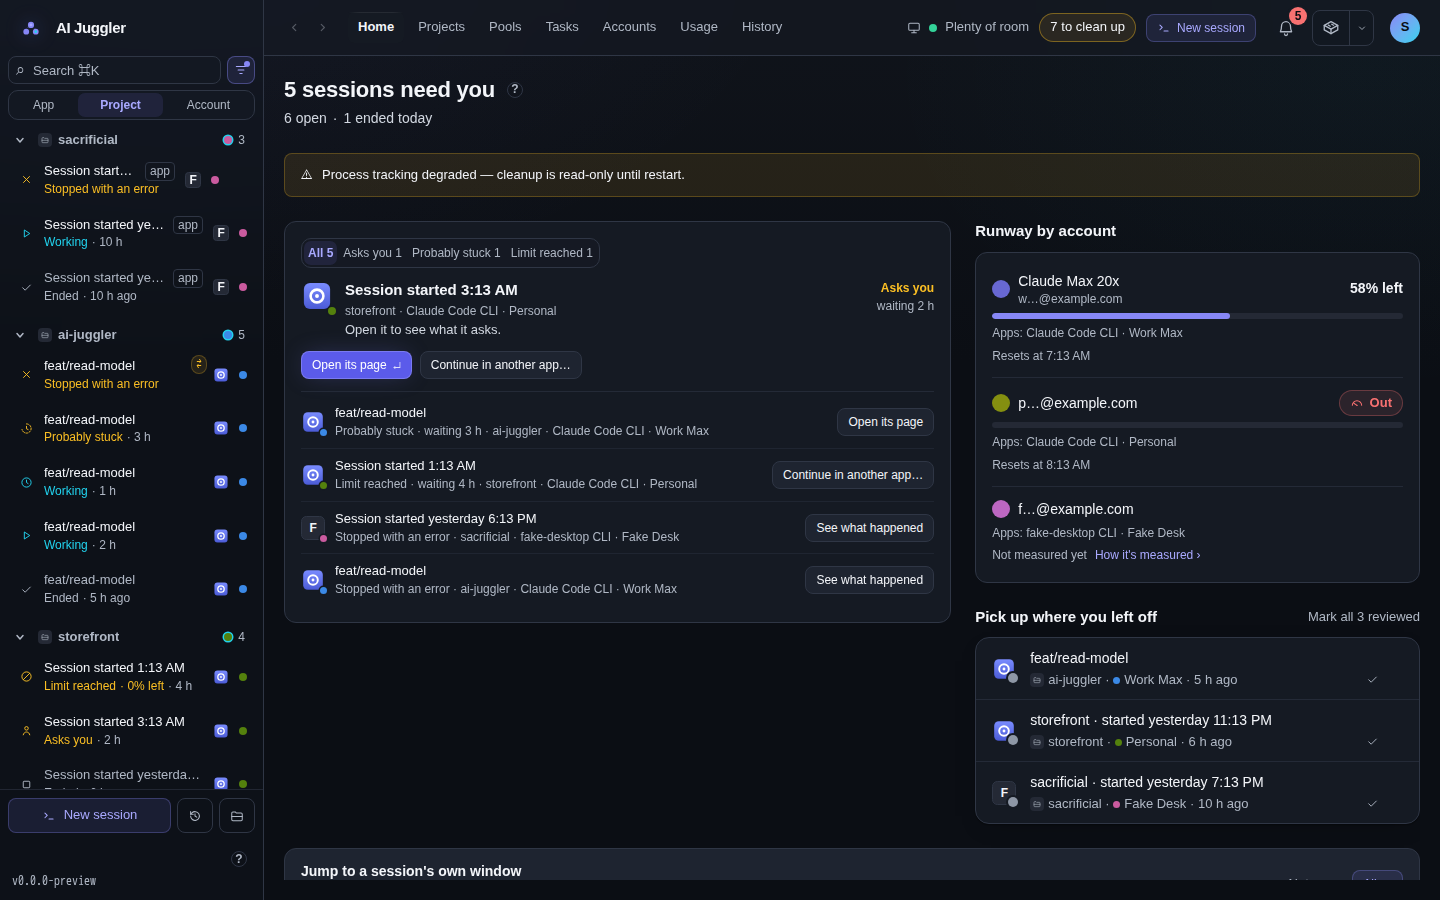 AI Juggler
Search ⌘K
App Project Account
sacrificial 3
Session start… app F
Stopped with an error
Session started ye… app F
Working · 10 h
Session started ye… app F
Ended · 10 h ago
ai-juggler 5
feat/read-model
Stopped with an error
feat/read-model
Probably stuck · 3 h
feat/read-model
Working · 1 h
feat/read-model
Working · 2 h
feat/read-model
Ended · 5 h ago
storefront 4
Session started 1:13 AM
Limit reached · 0% left · 4 h
Session started 3:13 AM
Asks you · 2 h
Session started yesterda…
New session
?
v0.0.0-preview
Home Projects Pools Tasks Accounts Usage History
Plenty of room 7 to clean up New session 5 S
5 sessions need you ?
6 open · 1 ended today
Process tracking degraded — cleanup is read-only until restart.
All 5 Asks you 1 Probably stuck 1 Limit reached 1
Session started 3:13 AM Asks you
storefront · Claude Code CLI · Personal waiting 2 h
Open it to see what it asks.
Open its page Continue in another app…
feat/read-model
Probably stuck · waiting 3 h · ai-juggler · Claude Code CLI · Work Max
Open its page
Session started 1:13 AM
Limit reached · waiting 4 h · storefront · Claude Code CLI · Personal
Continue in another app…
F Session started yesterday 6:13 PM
Stopped with an error · sacrificial · fake-desktop CLI · Fake Desk
See what happened
feat/read-model
Stopped with an error · ai-juggler · Claude Code CLI · Work Max
See what happened
Runway by account
Claude Max 20x
w…@example.com
58% left
Apps: Claude Code CLI · Work Max
Resets at 7:13 AM
p…@example.com Out
Apps: Claude Code CLI · Personal
Resets at 8:13 AM
f…@example.com
Apps: fake-desktop CLI · Fake Desk
Not measured yet How it's measured ›
Pick up where you left off Mark all 3 reviewed
feat/read-model
ai-juggler · Work Max · 5 h ago
storefront · started yesterday 11:13 PM
storefront · Personal · 6 h ago
F sacrificial · started yesterday 7:13 PM
sacrificial · Fake Desk · 10 h ago
Jump to a session's own window